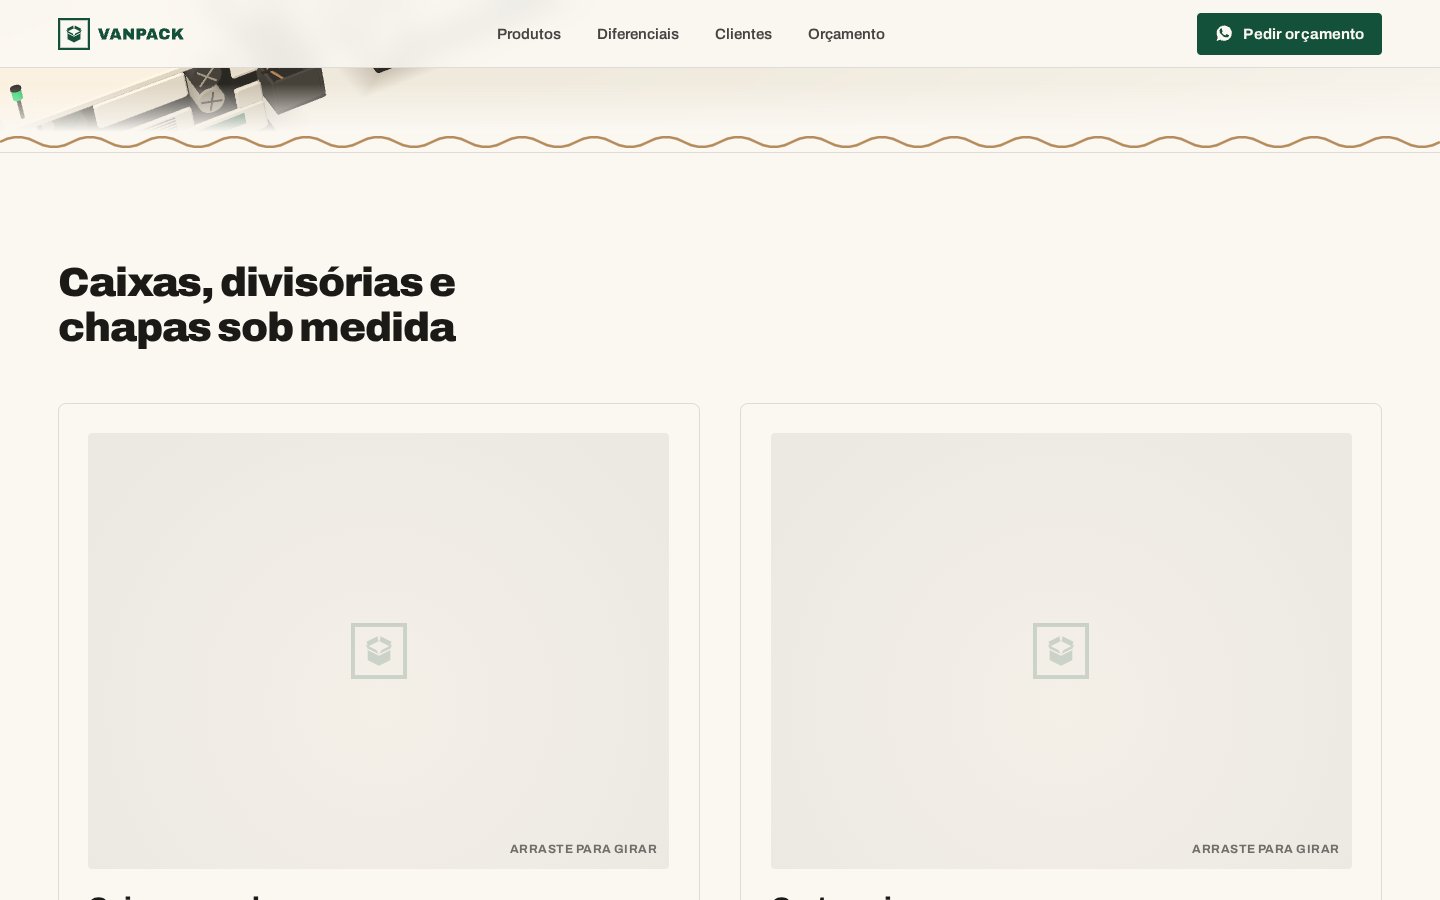 VANPACK
Produtos
Diferenciais
Clientes
Orçamento
Pedir orçamento
Caixas, divisórias e
chapas sob medida
ARRASTE PARA GIRAR
ARRASTE PARA GIRAR